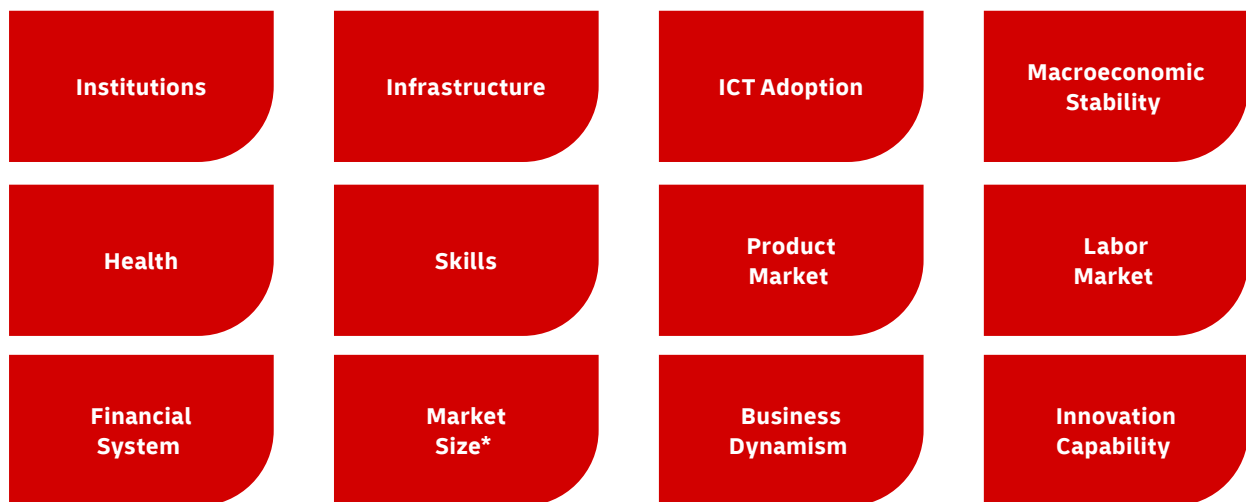 Institutions
Infrastructure
ICT Adoption
Macroeconomic
Stability
Health
Skills
Product
Market
Labor
Market
Financial
System
Market
Size*
Business
Dynamism
Innovation
Capability